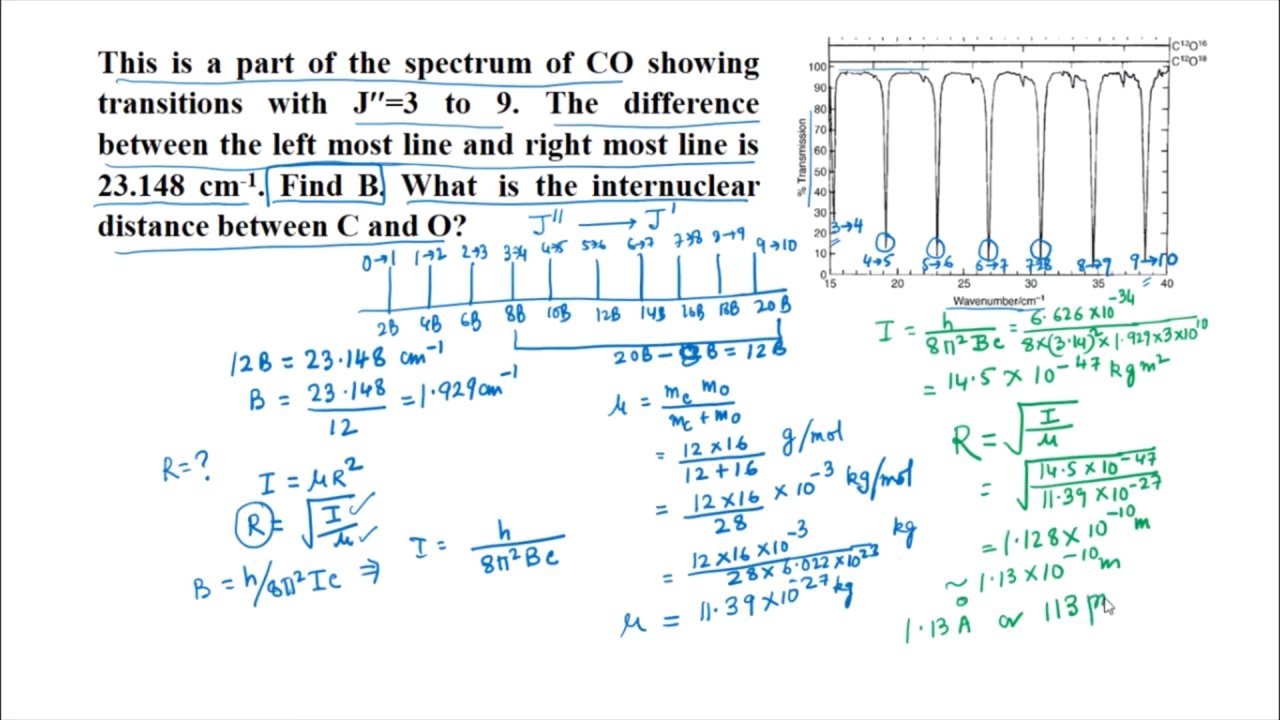 This is a part of the spectrum of CO showing
transitions with J″=3 to 9. The difference
between the left most line and right most line is
23.148 cm⁻¹. Find B. What is the internuclear
distance between C and O?
J″ → J′
0→1 1→2 2→3 3→4 4→5 5→6 6→7 7→8 8→9 9→10
2B 4B 6B 8B 10B 12B 14B 16B 18B 20B
20B - 8B = 12B
12B = 23.148 cm⁻¹
B = 23.148 / 12 = 1.929 cm⁻¹
R = ?
I = μR²
R = √(I/μ)
B = h/8π²Ic ⇒ I = h / 8π²Bc
μ = mc mo / mc + mo
= 12×16 / 12+16 g/mol
= 12×16 / 28 × 10⁻³ kg/mol
= 12×16×10⁻³ / 28×6.022×10²³ kg
μ = 11.39×10⁻²⁷ kg
C¹³O¹⁶
C¹²O¹⁸
% Transmission
100
90
80
70
60
50
40
30
20
10
0
3→4
4→5 5→6 6→7 7→8 8→9 9→10
15 20 25 30 35 40
Wavenumber/cm⁻¹
I = h / 8π²Bc = 6.626×10⁻³⁴ / 8×(3.14)²×1.929×3×10¹⁰
= 14.5 × 10⁻⁴⁷ kg m²
R = √(I/μ)
= √(14.5×10⁻⁴⁷ / 11.39×10⁻²⁷)
= 1.128×10⁻¹⁰ m
~ 1.13×10⁻¹⁰ m
1.13 Å or 113 p